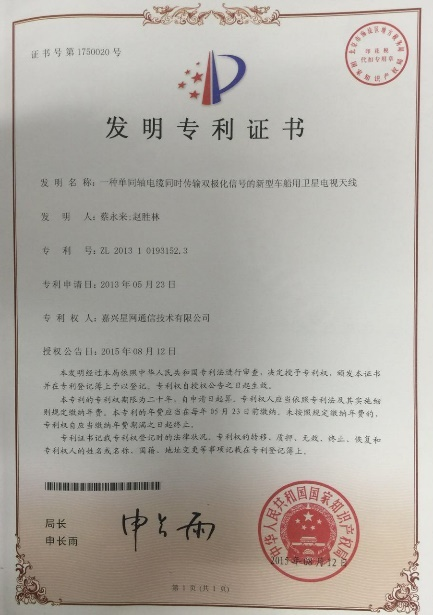 证书号第1750020号
印花税
代扣专用章
国家知识产权局
发明专利证书
发明名称：一种单同轴电缆同时传输双极化信号的新型车船用卫星电视天线
发明人：蔡永来;赵胜林
专利号：ZL 2013 1 0193152.3
专利申请日：2013年05月23日
专利权人：嘉兴星网通信技术有限公司
授权公告日：2015年08月12日
本发明经过本局依照中华人民共和国专利法进行审查，决定授予专利权，颁发本证书
并在专利登记簿上予以登记。专利权自授权公告之日起生效。
本专利的专利权期限为二十年，自申请日起算。专利权人应当依照专利法及其实施细
则规定缴纳年费。本专利的年费应当在每年05月23日前缴纳。未按照规定缴纳年费的，
专利权自应当缴纳年费期满之日起终止。
专利证书记载专利权登记时的法律状况。专利权的转移、质押、无效、终止、恢复和
专利权人的姓名或名称、国籍、地址变更等事项记载在专利登记簿上。
局长
申长雨
申长雨
中华人民共和国国家知识产权局
2015年08月12日
第1页(共1页)